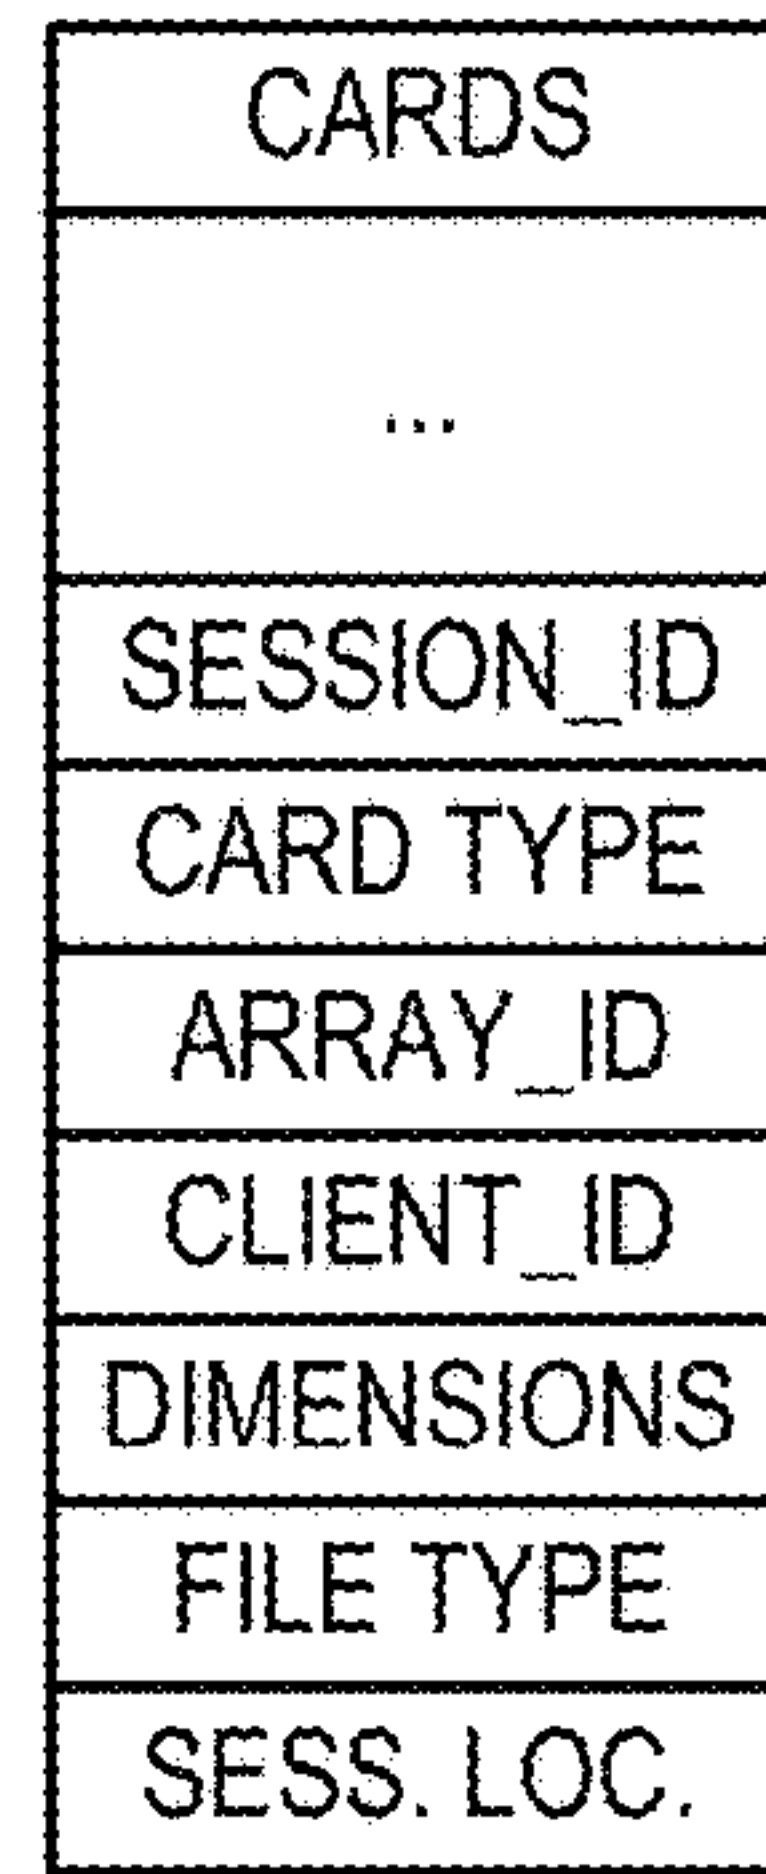 CARDS
...
SESSION_ID
CARD TYPE
ARRAY_ID
CLIENT_ID
DIMENSIONS
FILE TYPE
SESS. LOC.